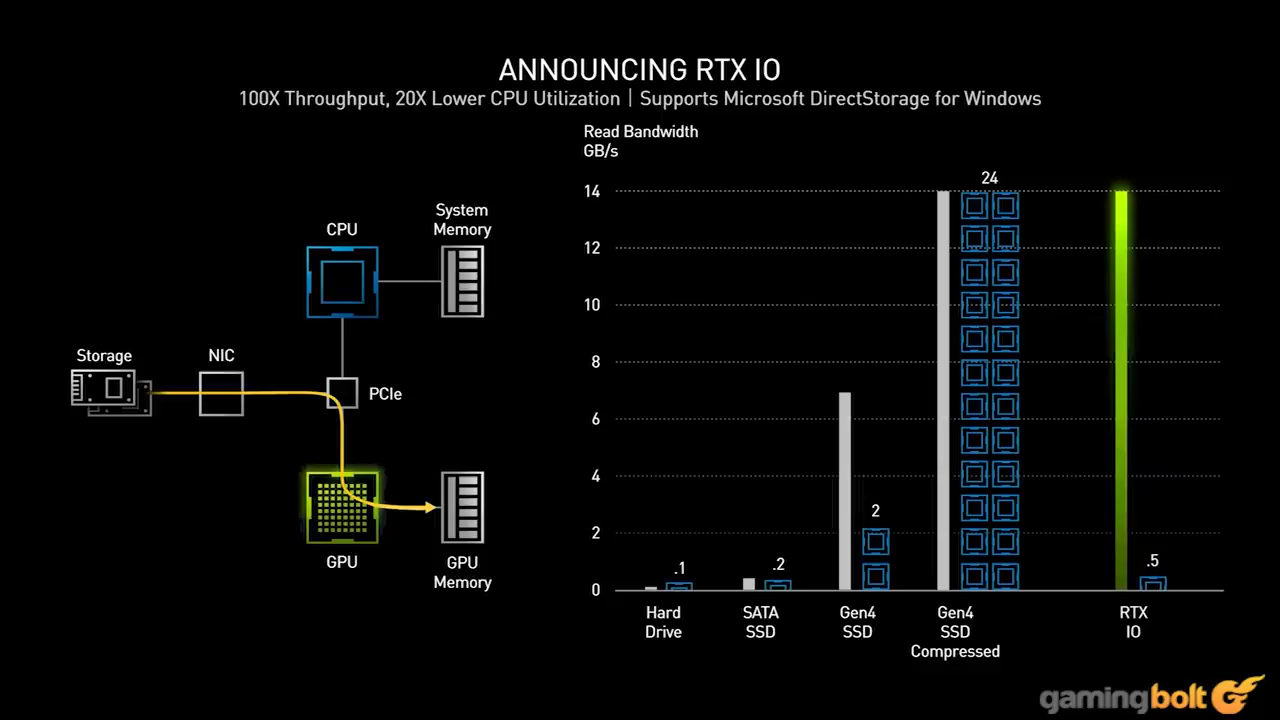 ANNOUNCING RTX IO
100X Throughput, 20X Lower CPU Utilization | Supports Microsoft DirectStorage for Windows
Read Bandwidth
GB/s
24
14
12
10
8
6
4
2
0
2
.1
.2
.5
Hard
Drive
SATA
SSD
Gen4
SSD
Gen4
SSD
Compressed
RTX
IO
System
Memory
CPU
Storage
NIC
PCIe
GPU
GPU
Memory
gamingbolt